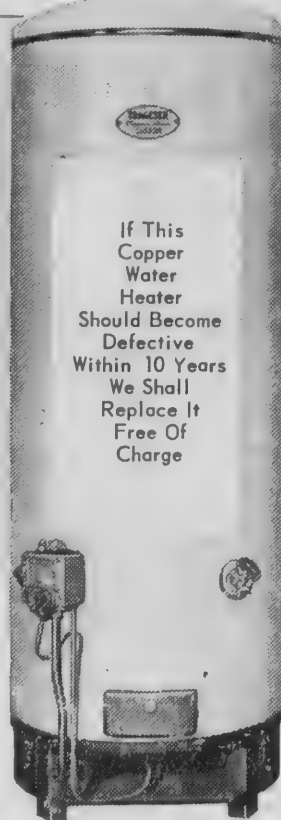 If This
Copper
Water
Heater
Should Become
Defective
Within 10 Years
We Shall
Replace It
Free Of
Charge